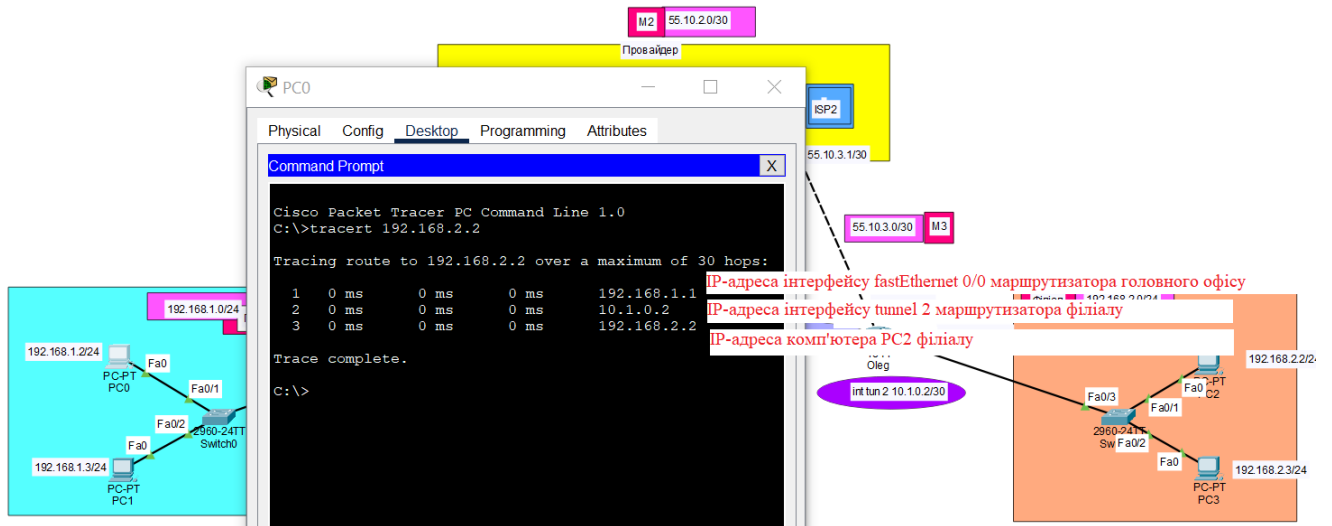 M2 55.10.2.0/30
Провайдер
PC0
Physical Config Desktop Programming Attributes
Command Prompt X
Cisco Packet Tracer PC Command Line 1.0
C:\>tracert 192.168.2.2
Tracing route to 192.168.2.2 over a maximum of 30 hops:
1 0 ms 0 ms 0 ms 192.168.1.1
2 0 ms 0 ms 0 ms 10.1.0.2
3 0 ms 0 ms 0 ms 192.168.2.2
Trace complete.
C:\>
ISP2
55.10.3.1/30
55.10.3.0/30 M3
IP-адреса інтерфейсу fastEthernet 0/0 маршрутизатора головного офісу
IP-адреса інтерфейсу tunnel 2 маршрутизатора філіалу
IP-адреса комп'ютера PC2 філіалу
192.168.1.0/24
192.168.1.2/24
Fa0
PC-PT
PC0
Fa0/1
Fa0/2
2960-24TT
Switch0
Fa0
192.168.1.3/24
PC-PT
PC1
Oleg
int tun 2 10.1.0.2/30
192.168.2.0/24
192.168.2.2/24
Fa0
Fa0/3
Fa0/1
Fa0/2
Fa0
192.168.2.3/24
PC-PT
PC3